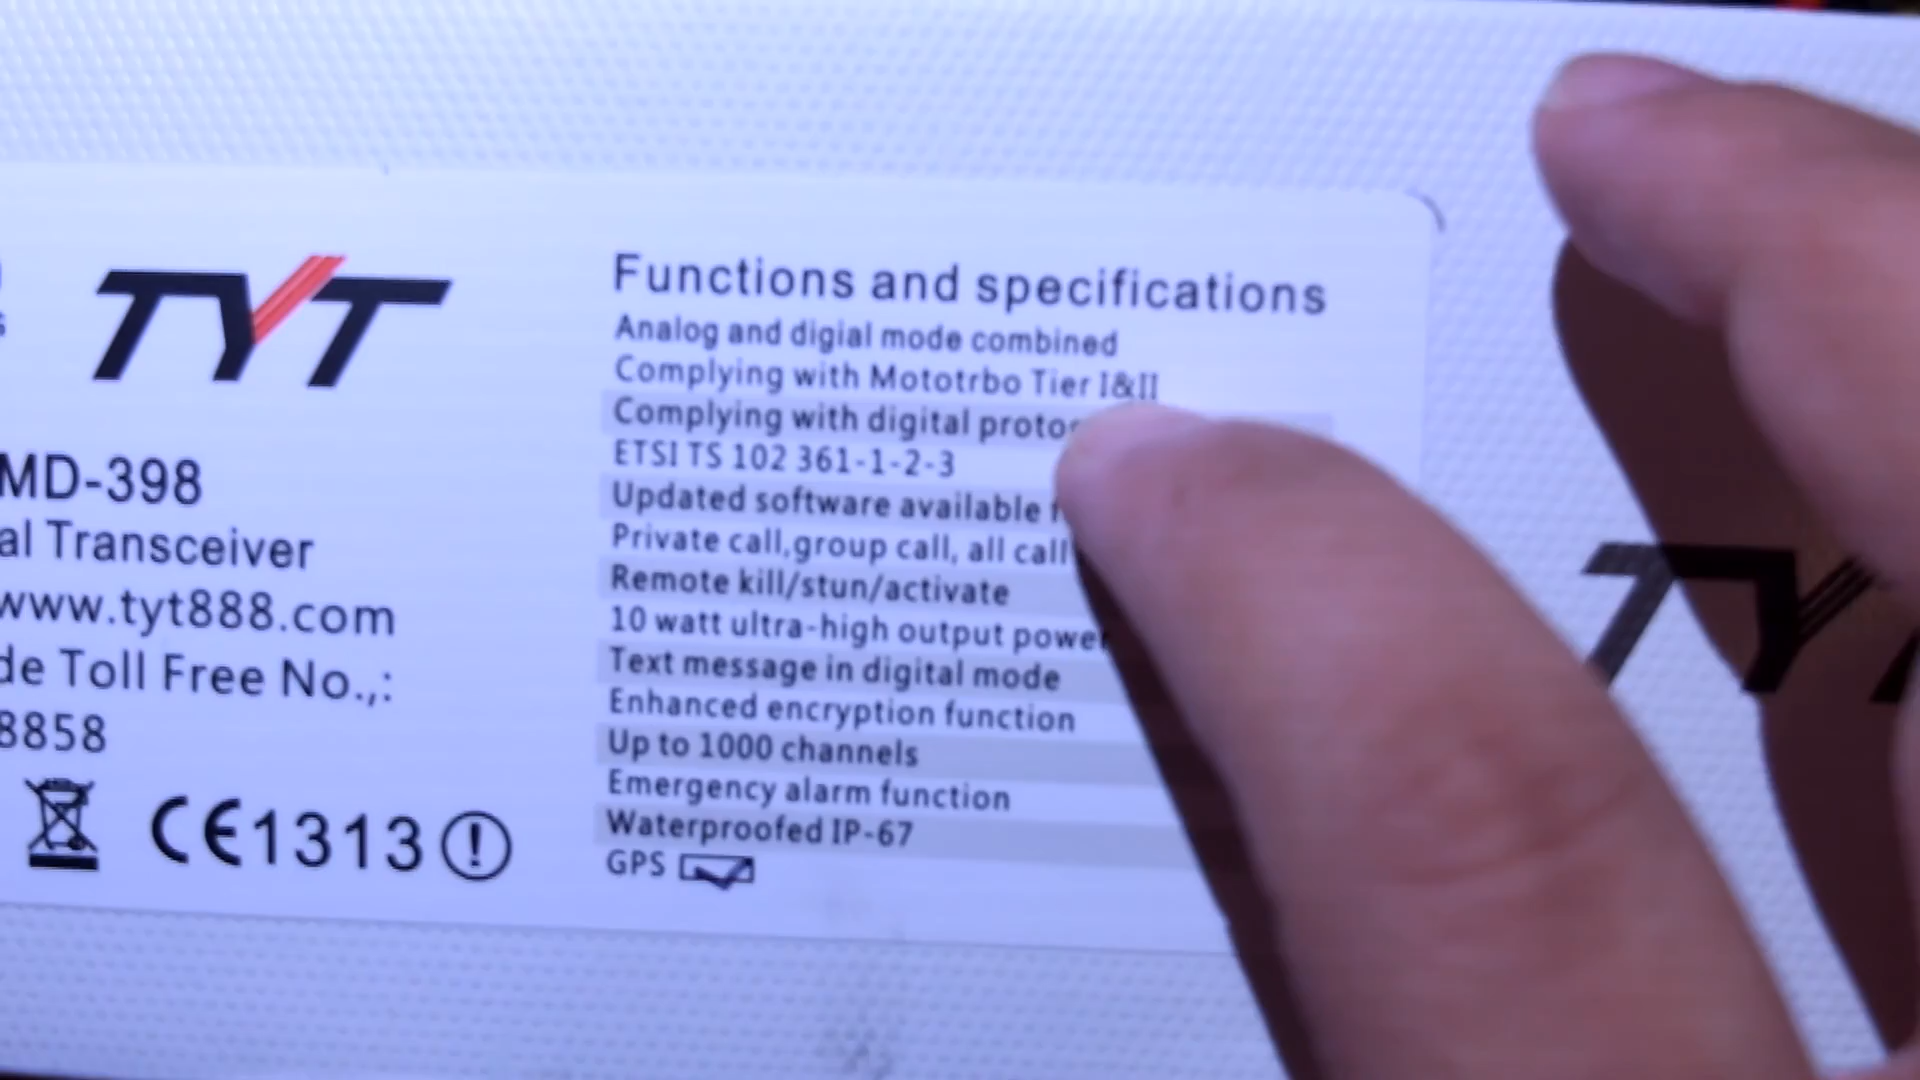 TYT
MD-398
al Transceiver
www.tyt888.com
de Toll Free No.,:
8858
CE1313
Functions and specifications
Analog and digial mode combined
Complying with Mototrbo Tier I&II
Complying with digital
ETSI TS 102 361-1-2-3
Updated software available
Private call,group call, all call
Remote kill/stun/activate
10 watt ultra-high output power
Text message in digital mode
Enhanced encryption function
Up to 1000 channels
Emergency alarm function
Waterproofed IP-67
GPS
TY